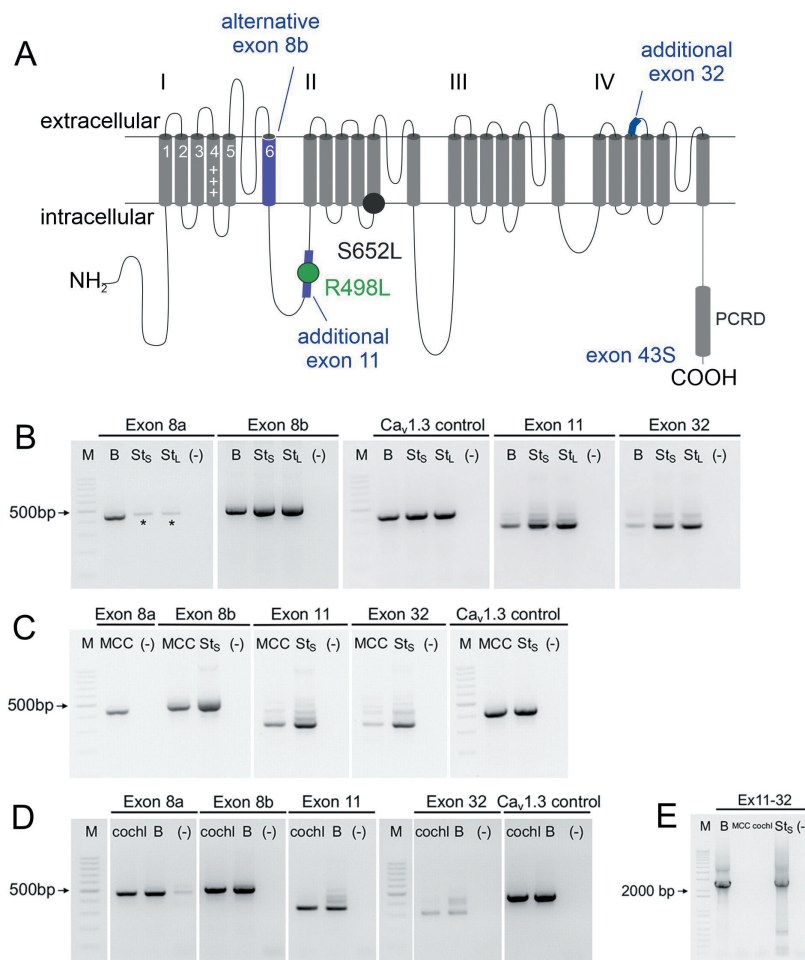 A
alternative
exon 8b
additional
exon 32
I II III IV
extracellular
1 2 3 4 5 6
+++
intracellular
S652L
NH2
R498L
additional
exon 11
PCRD
exon 43S
COOH
B
Exon 8a Exon 8b Cav1.3 control Exon 11 Exon 32
M B StS StL (-) B StS StL (-) M B StS StL (-) B StS StL (-) B StS StL (-)
500bp
* *
C
Exon 8a Exon 8b Exon 11 Exon 32 Cav1.3 control
M MCC (-) MCC StS (-) MCC StS (-) MCC StS (-) M MCC StS (-)
500bp
D
Exon 8a Exon 8b Exon 11 Exon 32 Cav1.3 control
M cochl B (-) cochl B (-) cochl B (-) M cochl B (-) cochl B (-)
500bp
E
Ex11-32
M B MCC cochl StS (-)
2000 bp